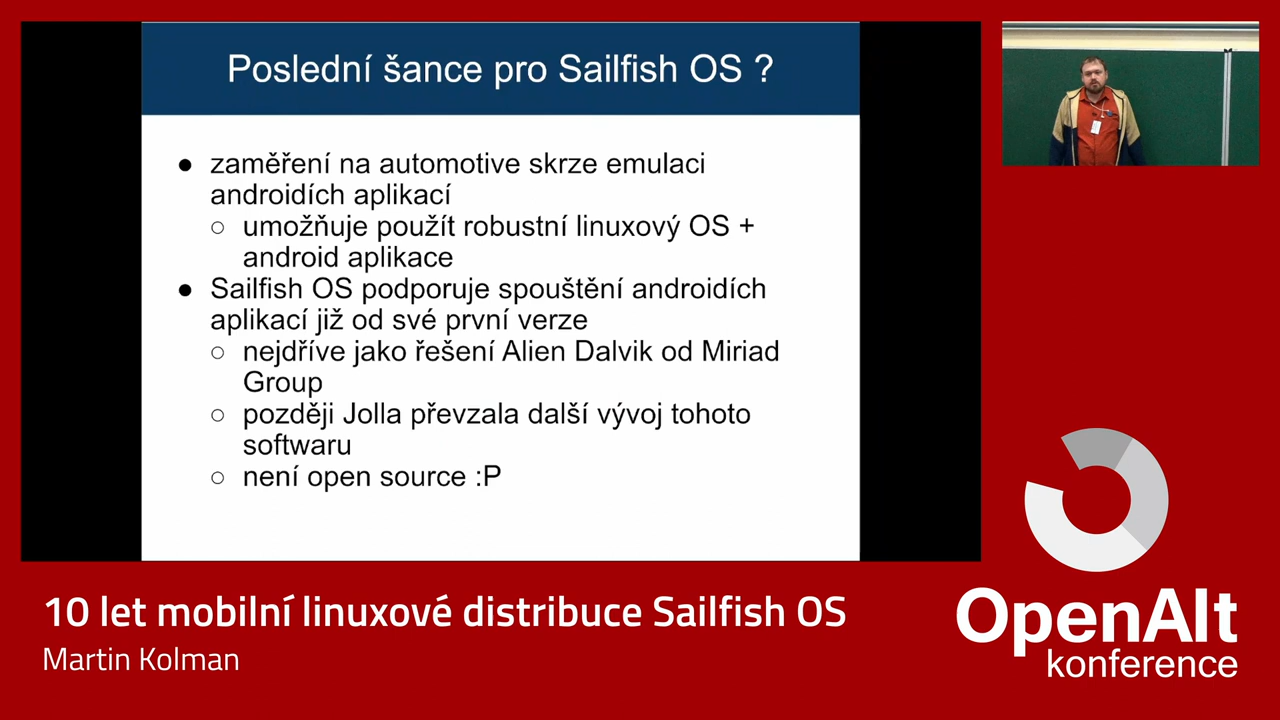 Poslední šance pro Sailfish OS ?
● zaměření na automotive skrze emulaci
androidích aplikací
○ umožňuje použít robustní linuxový OS +
android aplikace
● Sailfish OS podporuje spouštění androidích
aplikací již od své první verze
○ nejdříve jako řešení Alien Dalvik od Miriad
Group
○ později Jolla převzala další vývoj tohoto
softwaru
○ není open source :P
10 let mobilní linuxové distribuce Sailfish OS
Martin Kolman
OpenAlt
konference